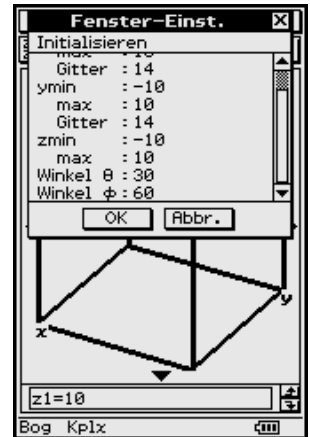 Fenster-Einst.
Initialisieren
Gitter :14
ymin :-10
max :10
Gitter :14
zmin :-10
max :10
Winkel θ:30
Winkel φ:60
OK Abbr.
y
x
z1=10
Bog Kplx